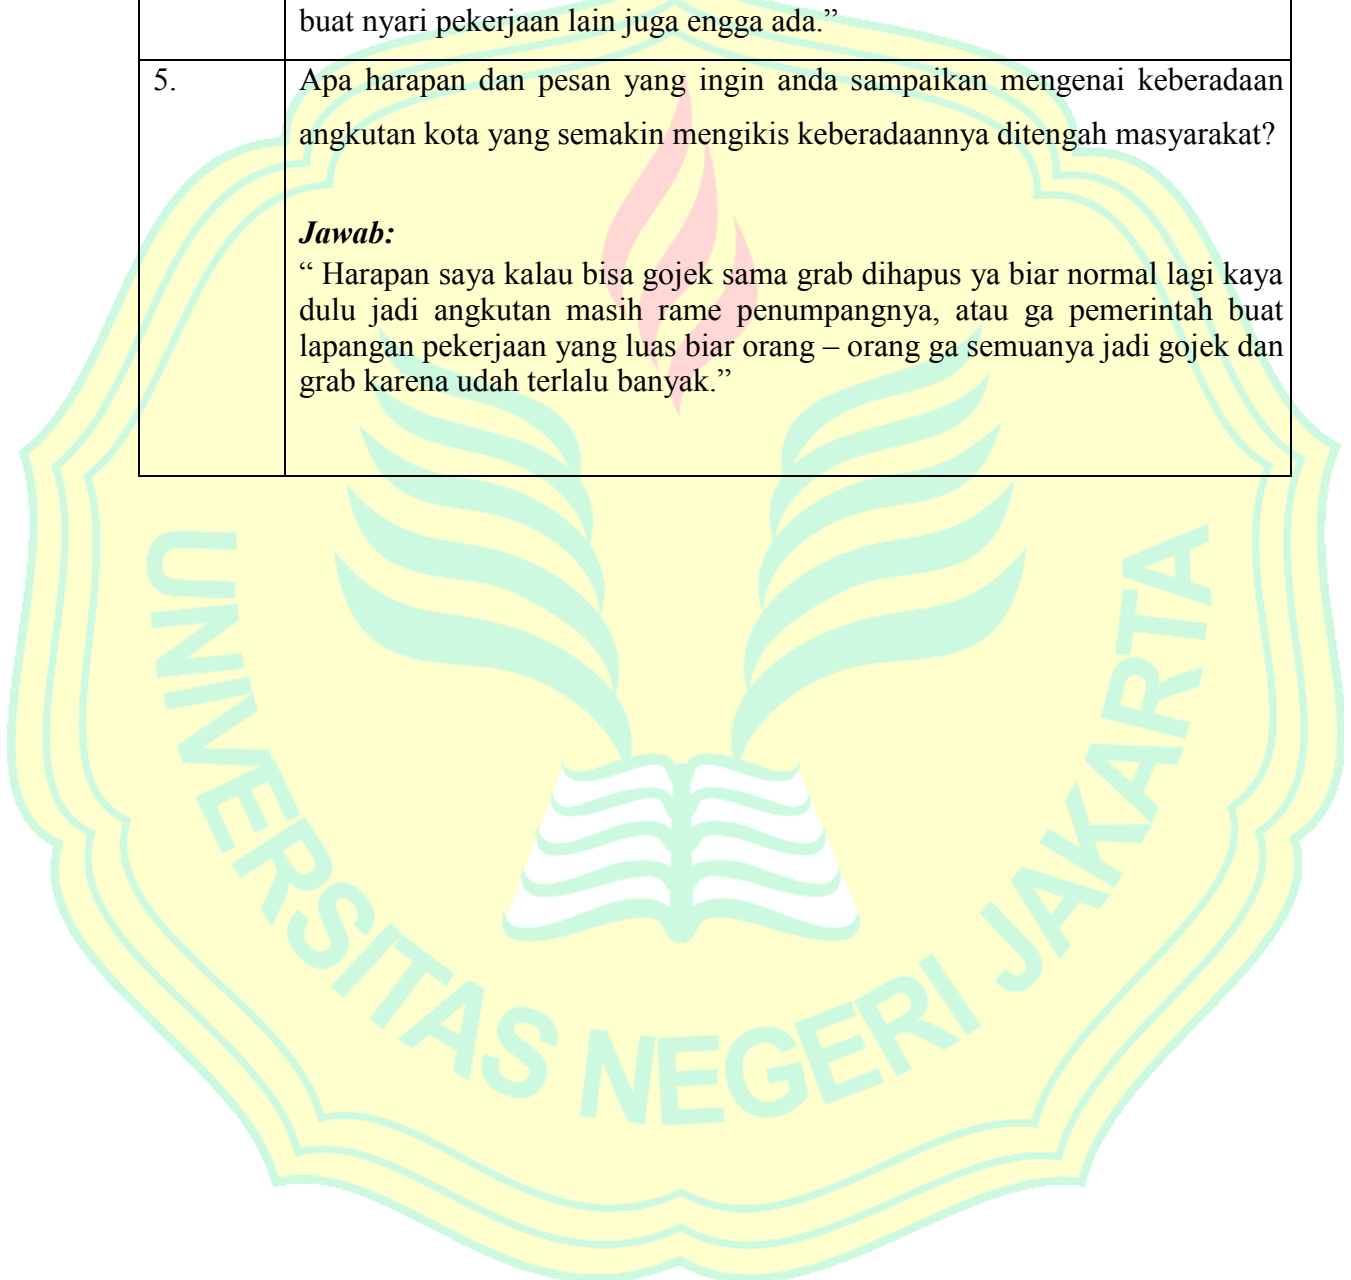 buat nyari pekerjaan lain juga engga ada.”
5. Apa harapan dan pesan yang ingin anda sampaikan mengenai keberadaan
angkutan kota yang semakin mengikis keberadaannya ditengah masyarakat?
Jawab:
“ Harapan saya kalau bisa gojek sama grab dihapus ya biar normal lagi kaya
dulu jadi angkutan masih rame penumpangnya, atau ga pemerintah buat
lapangan pekerjaan yang luas biar orang – orang ga semuanya jadi gojek dan
grab karena udah terlalu banyak.”
UNIVERSITAS NEGERI JAKARTA